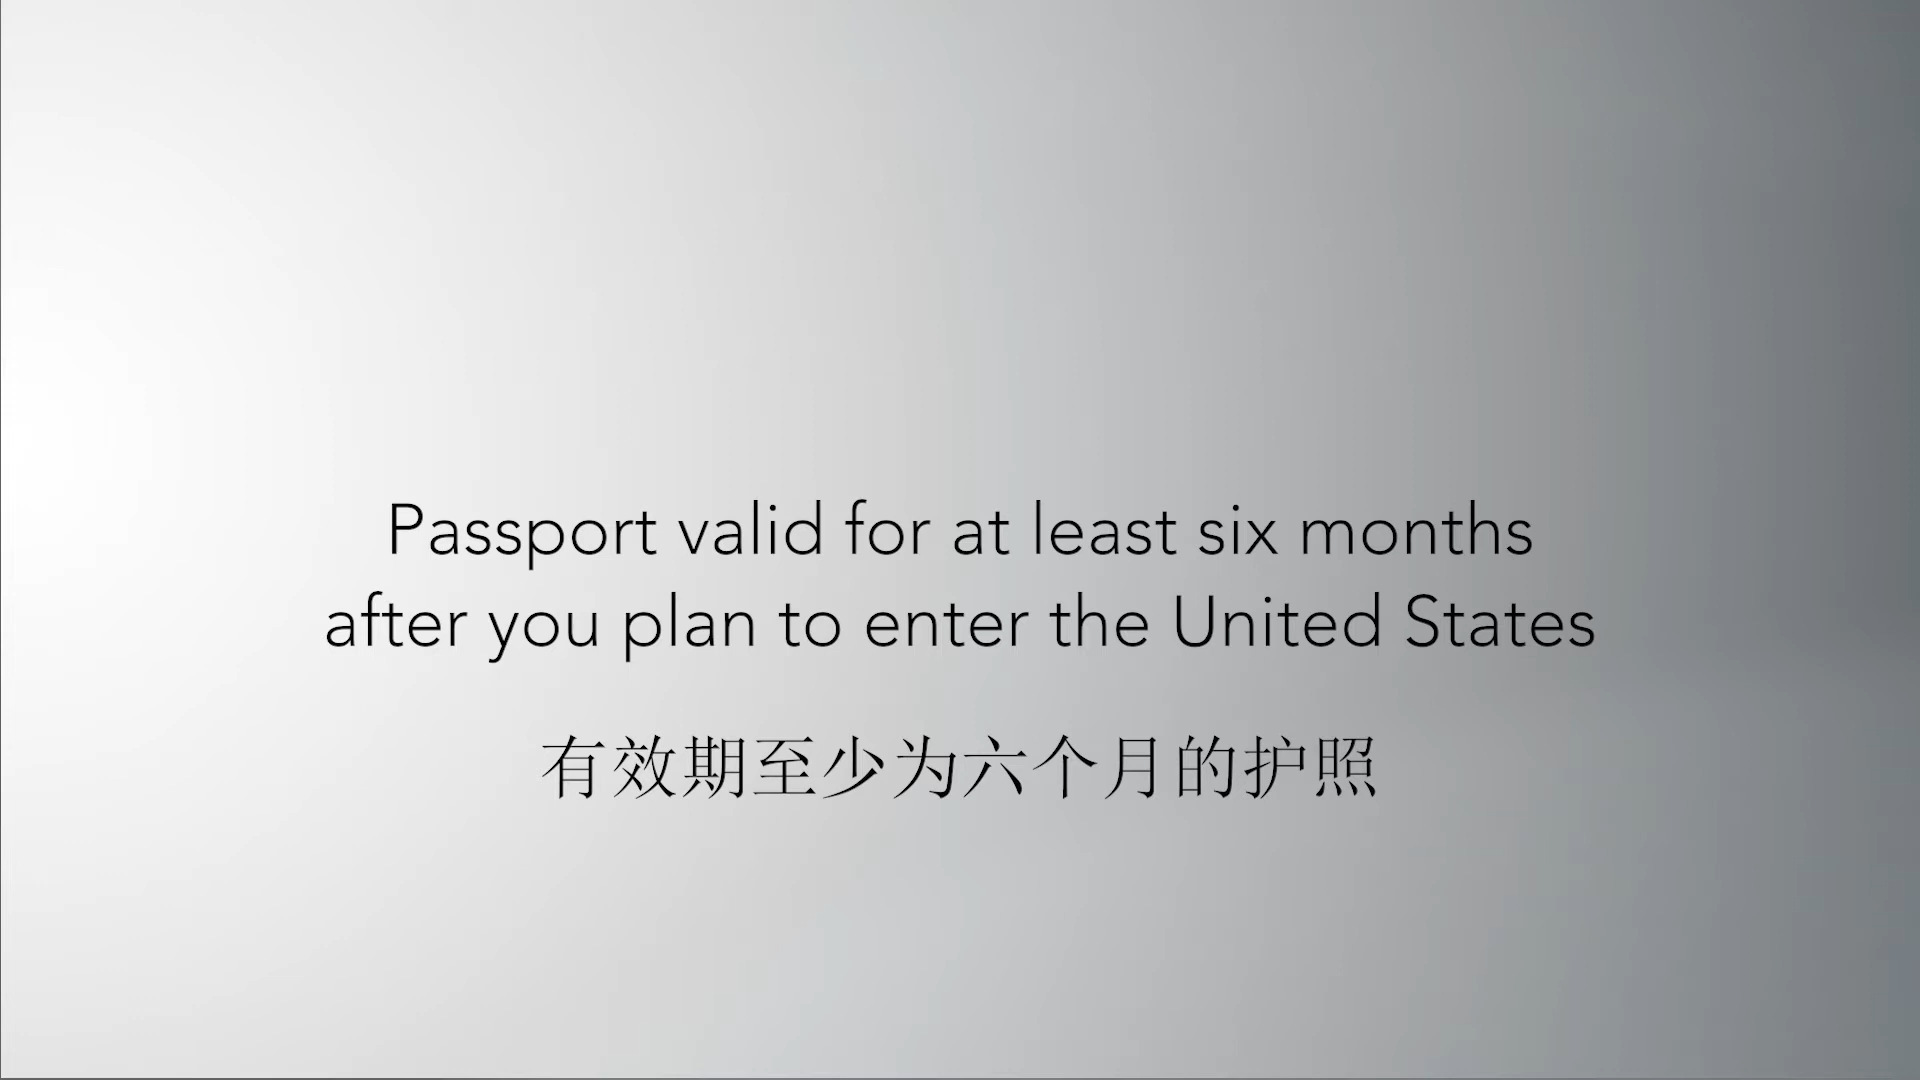 Passport valid for at least six months
after you plan to enter the United States
有效期至少为六个月的护照